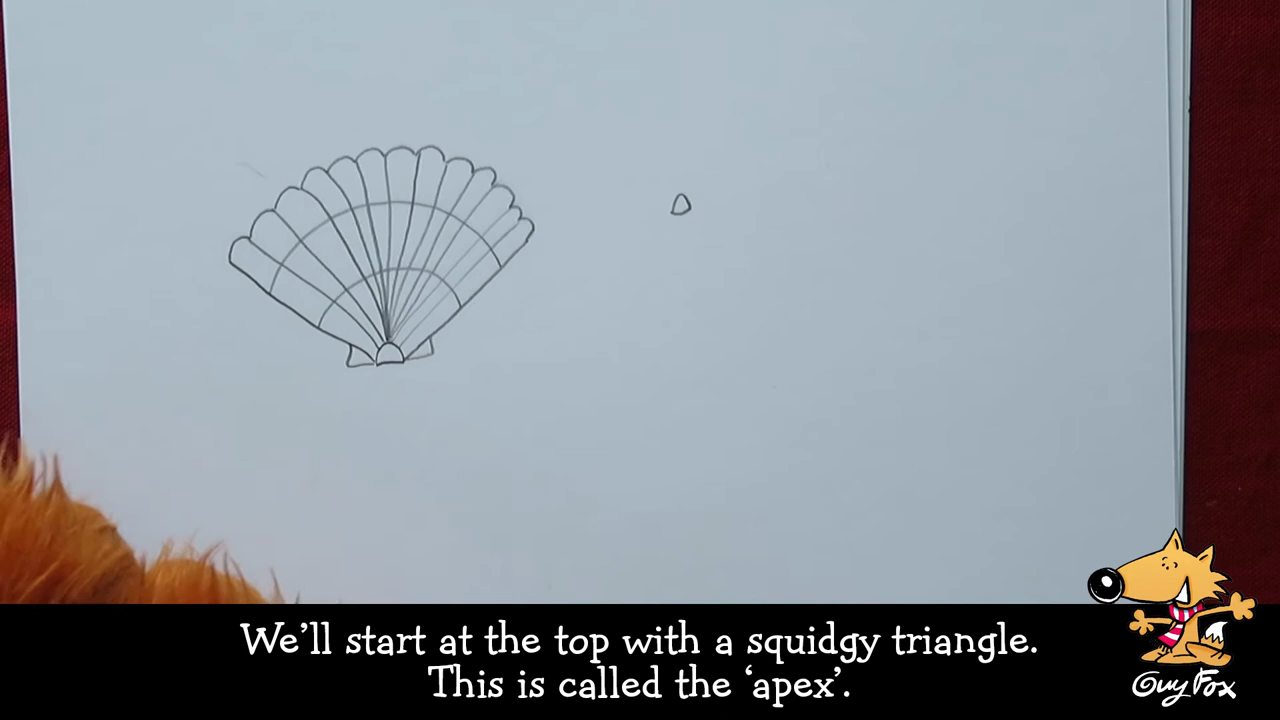 We'll start at the top with a squidgy triangle.
This is called the 'apex'.
Guy Fox